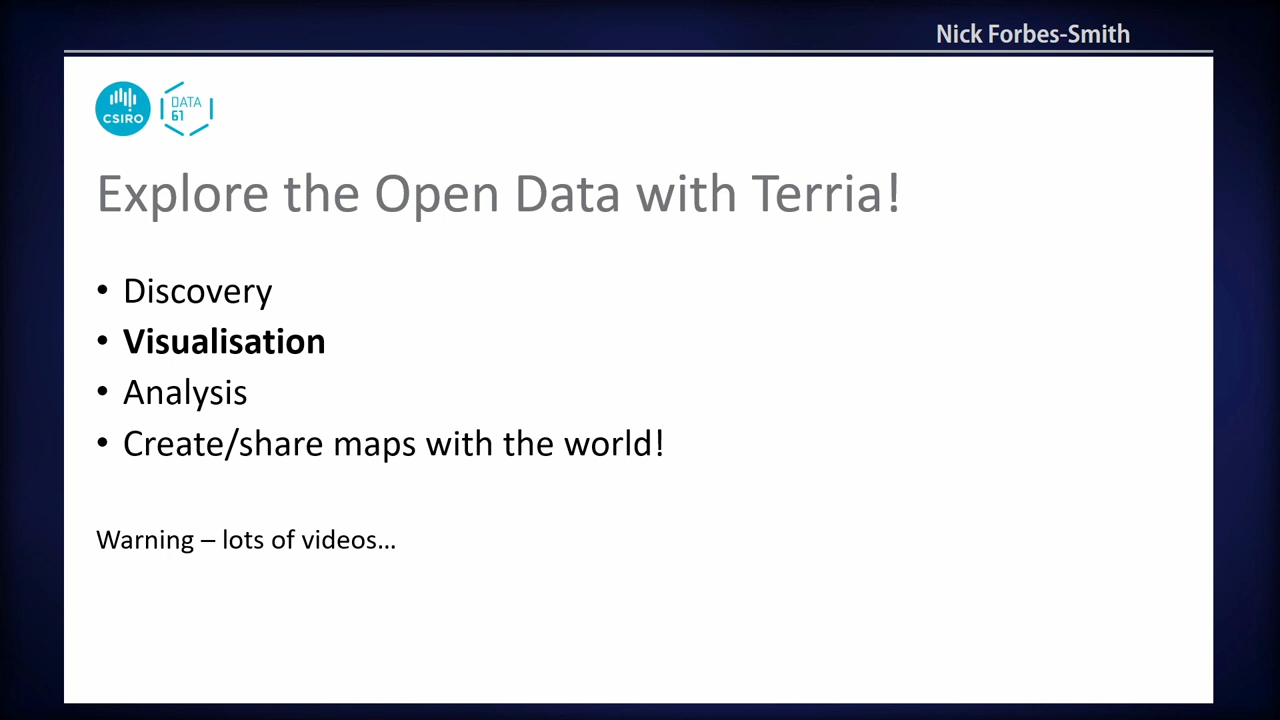 Nick Forbes-Smith
CSIRO
DATA
61
Explore the Open Data with Terria!
• Discovery
• Visualisation
• Analysis
• Create/share maps with the world!
Warning – lots of videos…